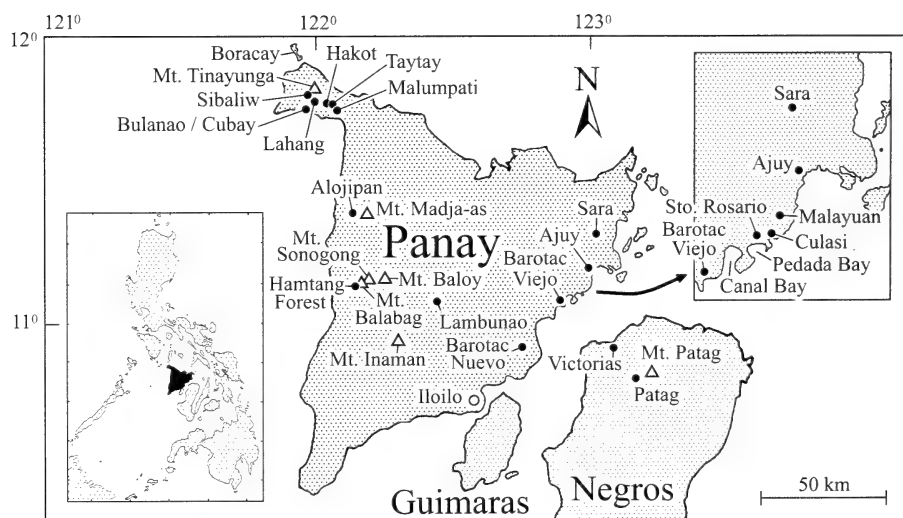 121⁰
122⁰
123⁰
12⁰
11⁰
Boracay
Hakot
Mt. Tinayunga
Taytay
Sibaliw
Malumpati
Bulanao / Cubay
Lahang
N
Alojipan
Mt. Madja-as
Panay
Sara
Mt.
Sonogong
Ajuy
Barotac
Viejo
Mt. Baloy
Hamtang
Forest
Mt.
Balabag
Lambunao
Mt. Inaman
Barotac
Nuevo
Iloilo
Victorias
Mt. Patag
Patag
Guimaras
Negros
50 km
Sara
Ajuy
Sto. Rosario
Malayuan
Barotac
Viejo
Culasi
Pedada Bay
Canal Bay